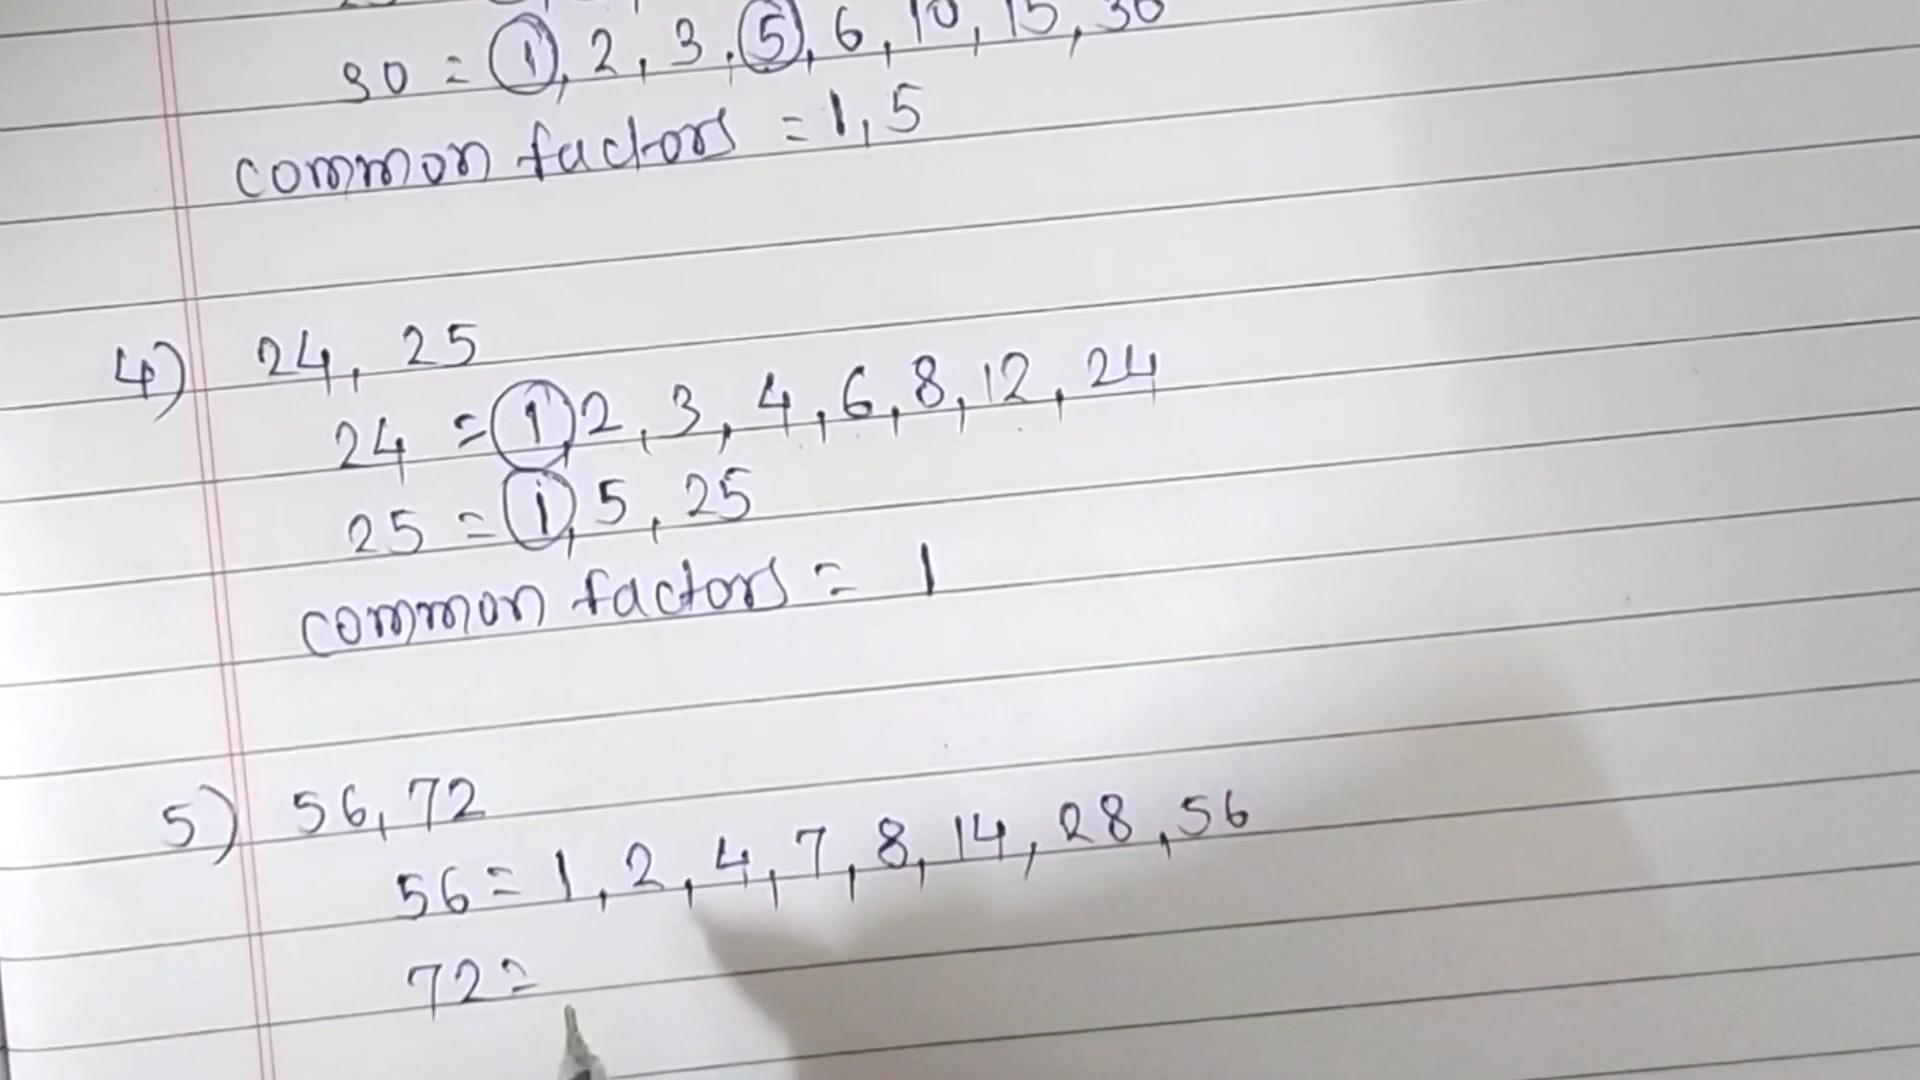 30 = 1, 2, 3, 5, 6, 10, 15, 30
common factors = 1, 5
4) 24, 25
24 = 1, 2, 3, 4, 6, 8, 12, 24
25 = 1, 5, 25
common factors = 1
5) 56, 72
56 = 1, 2, 4, 7, 8, 14, 28, 56
72 =